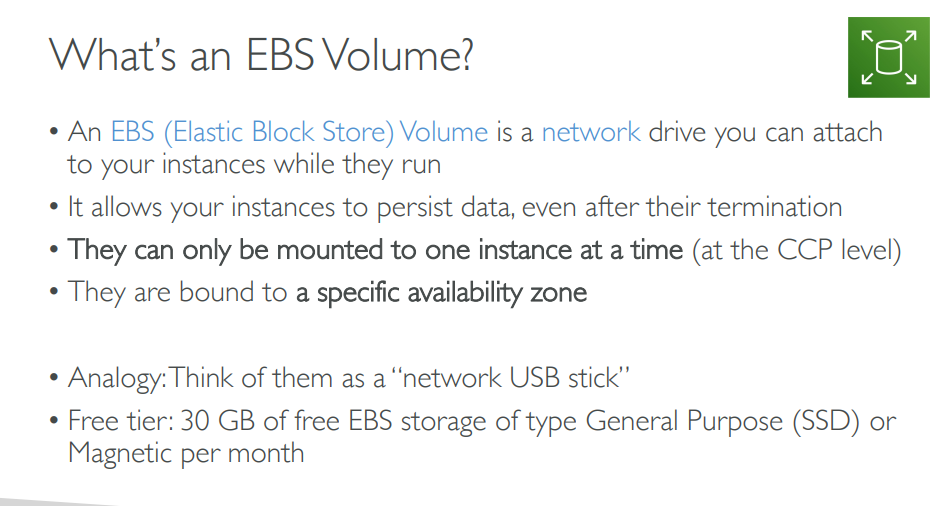 What's an EBS Volume?
• An EBS (Elastic Block Store) Volume is a network drive you can attach
to your instances while they run
• It allows your instances to persist data, even after their termination
• They can only be mounted to one instance at a time (at the CCP level)
• They are bound to a specific availability zone
• Analogy: Think of them as a “network USB stick”
• Free tier: 30 GB of free EBS storage of type General Purpose (SSD) or
Magnetic per month